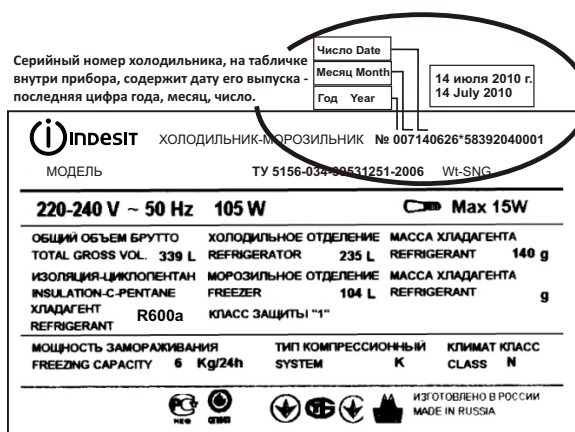 Серийный номер холодильника, на табличке
внутри прибора, содержит дату его выпуска -
последняя цифра года, месяц, число.
Число Date
Месяц Month
Год Year
14 июля 2010 г.
14 July 2010
indesit ХОЛОДИЛЬНИК-МОРОЗИЛЬНИК № 007140626*58392040001
МОДЕЛЬ ТУ 5156-034-39531251-2006 Wt-SNG
220-240 V ~ 50 Hz 105 W Max 15W
ОБЩИЙ ОБЪЕМ БРУТТО ХОЛОДИЛЬНОЕ ОТДЕЛЕНИЕ МАССА ХЛАДАГЕНТА
TOTAL GROSS VOL. 339 L REFRIGERATOR 235 L REFRIGERANT 140 g
ИЗОЛЯЦИЯ-ЦИКЛОПЕНТАН МОРОЗИЛЬНОЕ ОТДЕЛЕНИЕ МАССА ХЛАДАГЕНТА
INSULATION-C-PENTANE FREEZER 104 L REFRIGERANT g
ХЛАДАГЕНТ R600a КЛАСС ЗАЩИТЫ "1"
REFRIGERANT
МОЩНОСТЬ ЗАМОРАЖИВАНИЯ ТИП КОМПРЕССИОННЫЙ КЛИМАТ КЛАСС
FREEZING CAPACITY 6 Kg/24h SYSTEM K CLASS N
ИЗГОТОВЛЕНО В РОССИИ
MADE IN RUSSIA